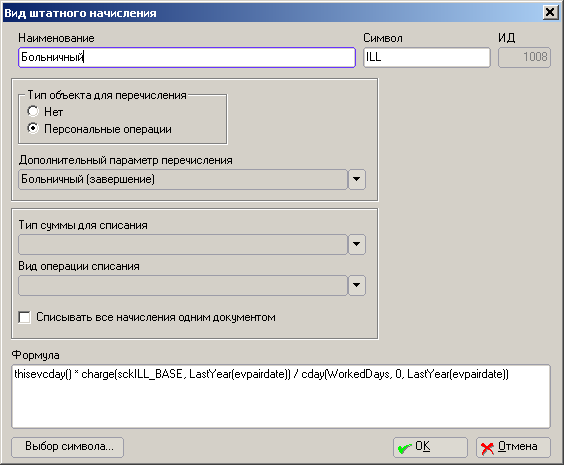 Вид штатного начисления
Наименование Символ ИД
Больничный ILL 1008
Тип объекта для перечисления
Нет
Персональные операции
Дополнительный параметр перечисления
Больничный (завершение)
Тип суммы для списания
Вид операции списания
Списывать все начисления одним документом
Формула
thisevcday() * charge(sckILL_BASE, LastYear(evpairdate)) / cday(WorkedDays, 0, LastYear(evpairdate))
Выбор символа... OK Отмена